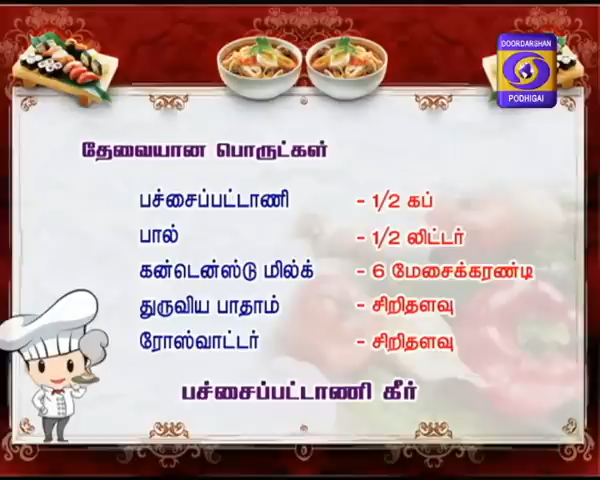 DOORDARSHAN
PODHIGAI
தேவையான பொருட்கள்
பச்சைப்பட்டாணி - 1/2 கப்
பால் - 1/2 லிட்டர்
கன்டென்ஸ்டு மில்க் - 6 மேசைக்கரண்டி
துருவிய பாதாம் - சிறிதளவு
ரோஸ்வாட்டர் - சிறிதளவு
பச்சைப்பட்டாணி கீர்